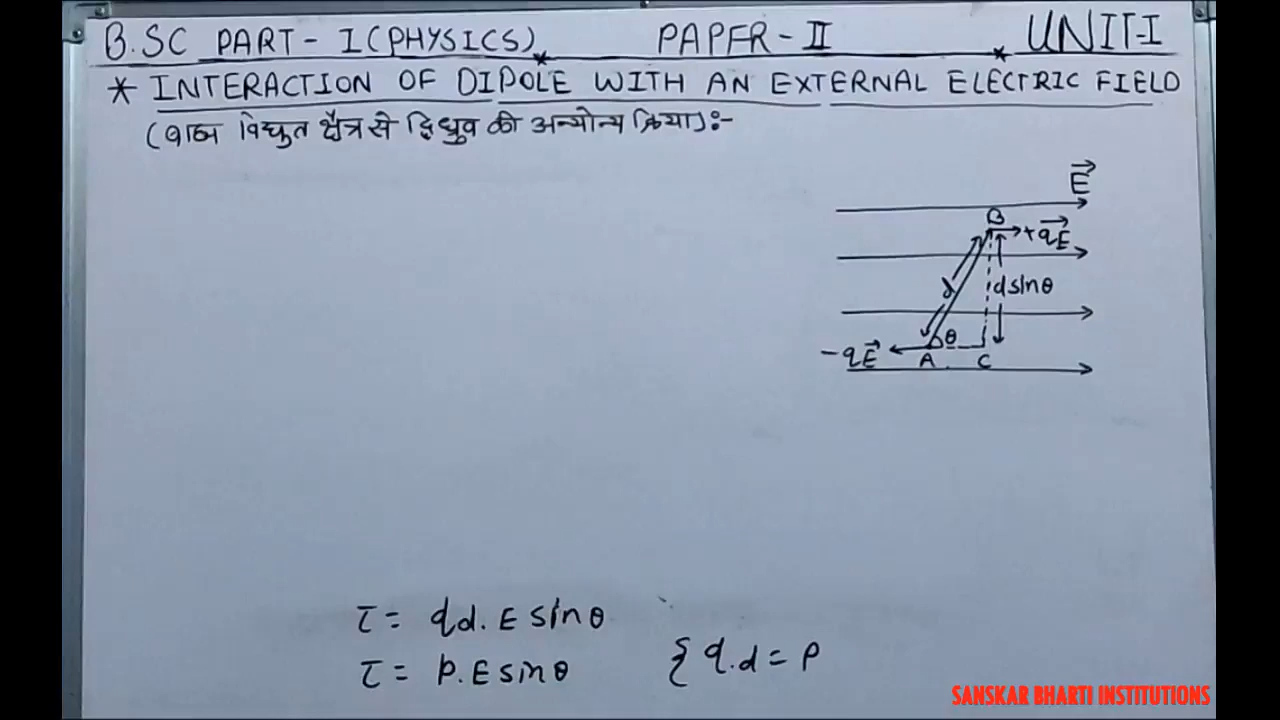 B.SC PART - I (PHYSICS) PAPER - II UNIT-I
* INTERACTION OF DIPOLE WITH AN EXTERNAL ELECTRIC FIELD
(बाह्य विद्युत क्षेत्र से द्विध्रुव की अन्योन्य क्रिया) :-
E⃗
B
+qE⃗
d
dsinθ
θ
-qE⃗
A
C
τ = qd. E sinθ
τ = p. E sinθ { q.d = P
SANSKAR BHARTI INSTITUTIONS